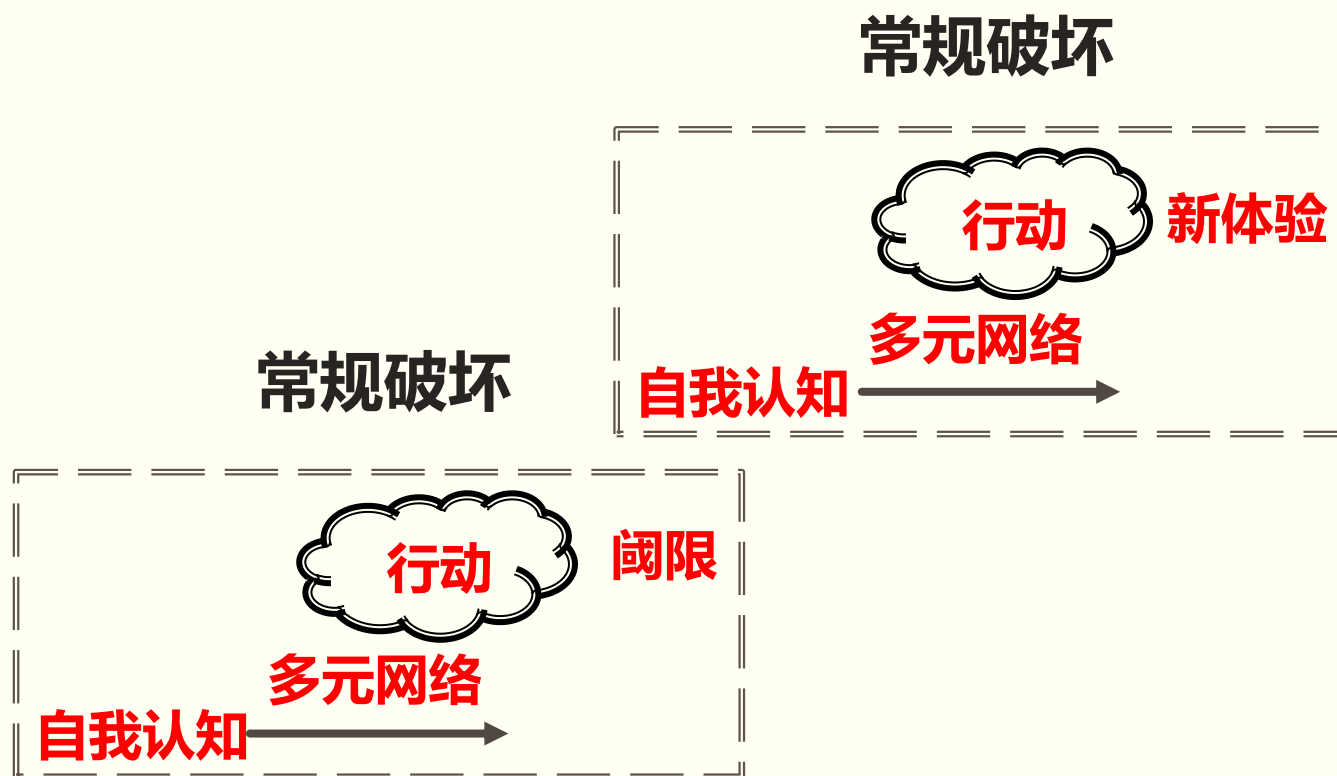 常规破坏
行动
新体验
多元网络
自我认知
常规破坏
行动
阈限
多元网络
自我认知